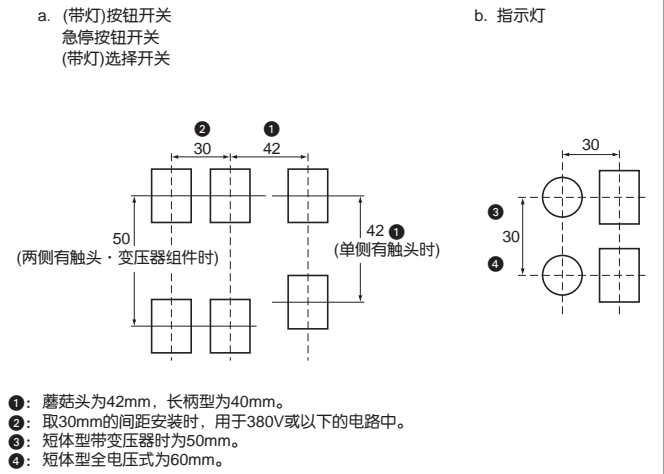 a. (带灯)按钮开关
急停按钮开关
(带灯)选择开关
b. 指示灯
❷ ❶
30 42
30
50
(两侧有触头・变压器组件时)
42 ❶
(单侧有触头时)
❸
30
❹
❶：蘑菇头为42mm，长柄型为40mm。
❷：取30mm的间距安装时，用于380V或以下的电路中。
❸：短体型带变压器时为50mm。
❹：短体型全电压式为60mm。